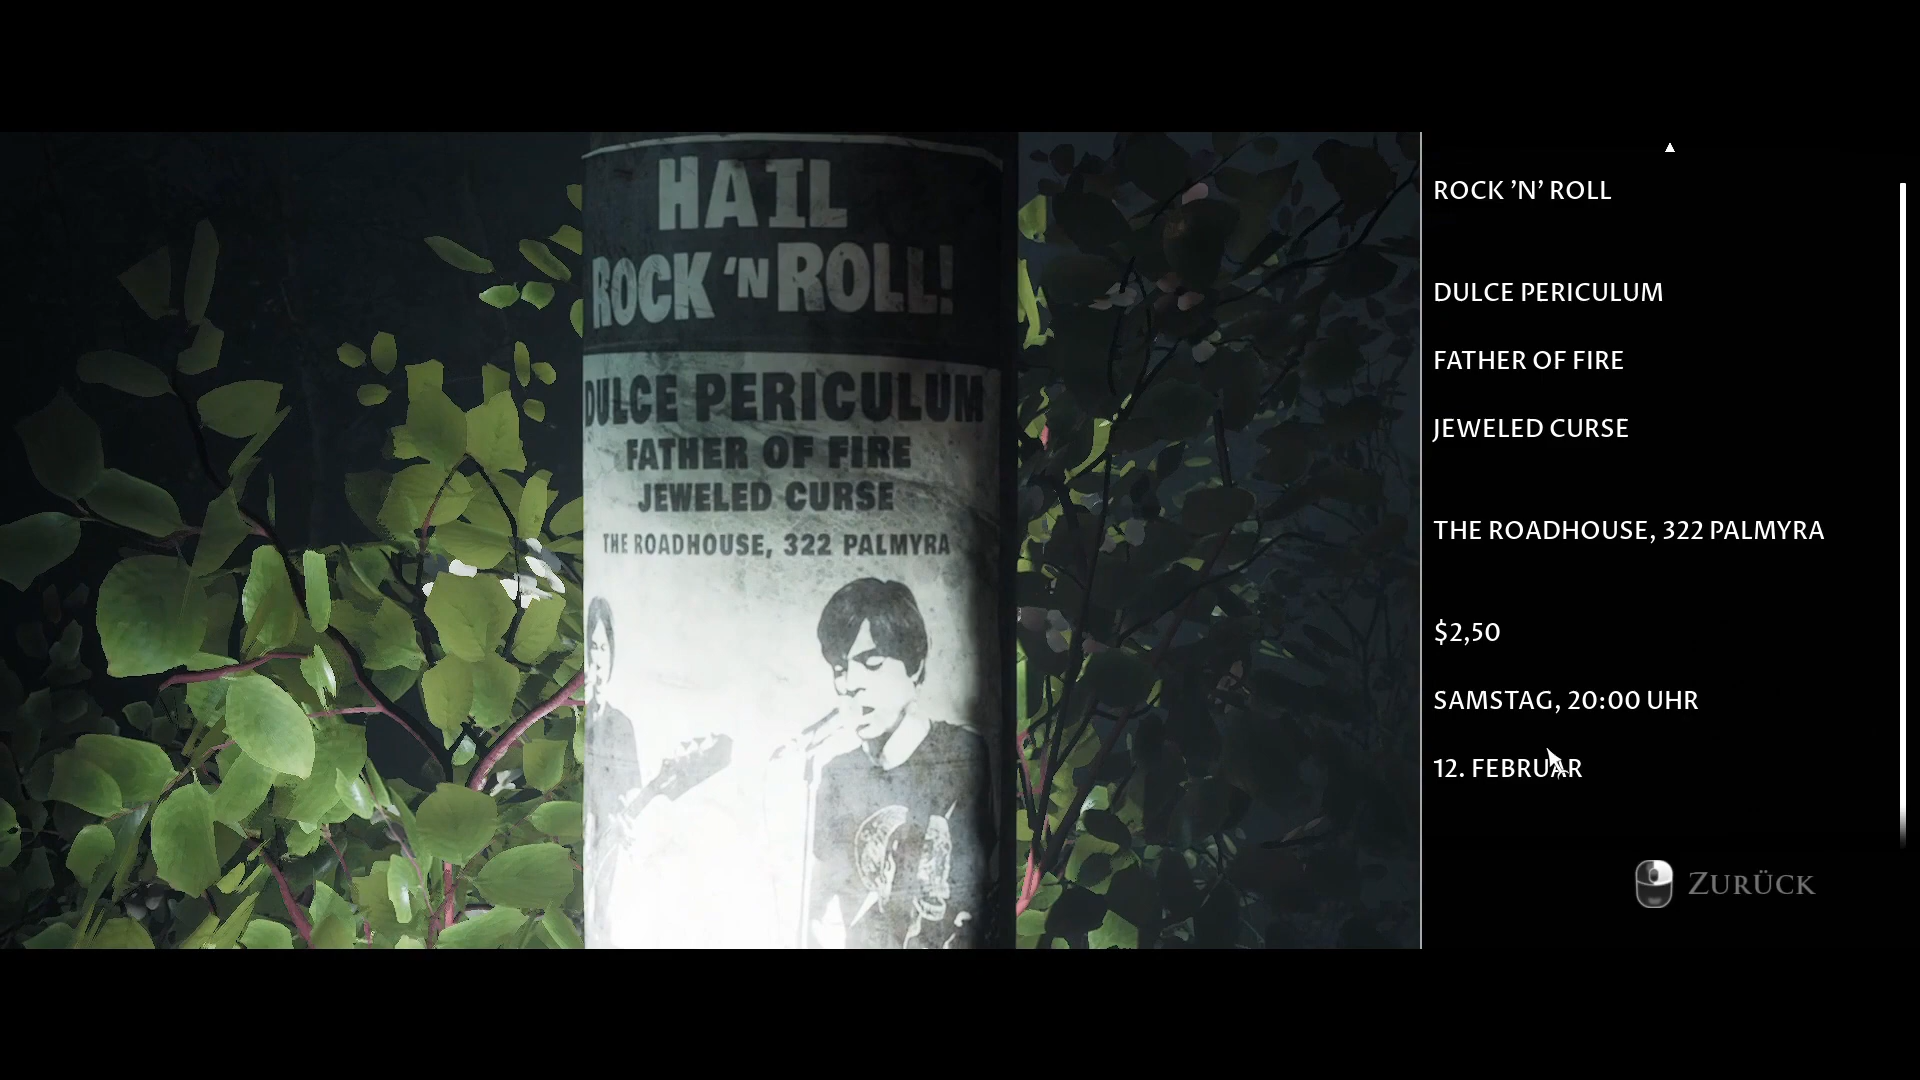 HAIL
ROCK 'N ROLL!
DULCE PERICULUM
FATHER OF FIRE
JEWELED CURSE
THE ROADHOUSE, 322 PALMYRA
ROCK ’N’ ROLL
DULCE PERICULUM
FATHER OF FIRE
JEWELED CURSE
THE ROADHOUSE, 322 PALMYRA
$2,50
SAMSTAG, 20:00 UHR
12. FEBRUAR
ZURÜCK